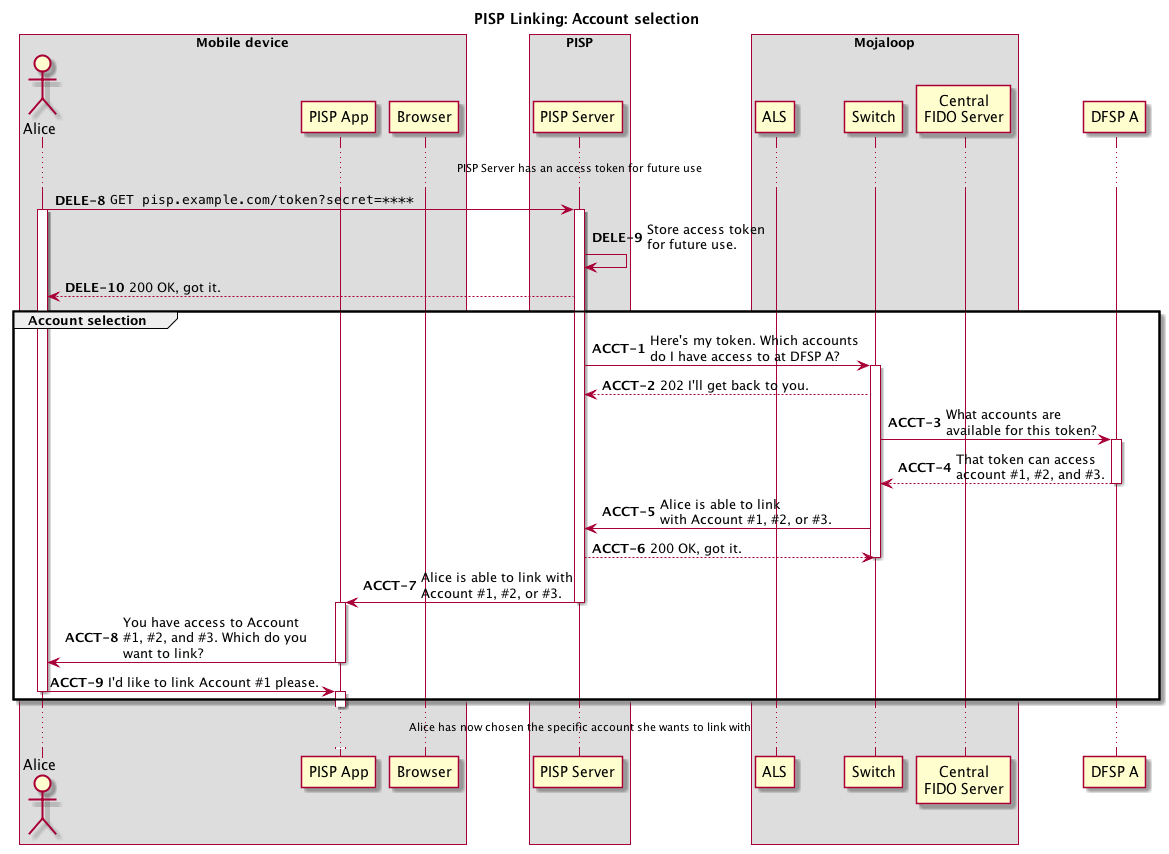 PISP Linking: Account selection
Mobile device
PISP
Mojaloop
Alice
PISP App
Browser
PISP Server
ALS
Switch
Central
FIDO Server
DFSP A
PISP Server has an access token for future use
DELE-8 GET pisp.example.com/token?secret=****
DELE-9 Store access token
for future use.
DELE-10 200 OK, got it.
Account selection
ACCT-1 Here's my token. Which accounts
do I have access to at DFSP A?
ACCT-2 202 I'll get back to you.
ACCT-3 What accounts are
available for this token?
ACCT-4 That token can access
account #1, #2, and #3.
ACCT-5 Alice is able to link
with Account #1, #2, or #3.
ACCT-6 200 OK, got it.
ACCT-7 Alice is able to link with
Account #1, #2, or #3.
You have access to Account
ACCT-8 #1, #2, and #3. Which do you
want to link?
ACCT-9 I'd like to link Account #1 please.
Alice has now chosen the specific account she wants to link with
Alice
PISP App
Browser
PISP Server
ALS
Switch
Central
FIDO Server
DFSP A